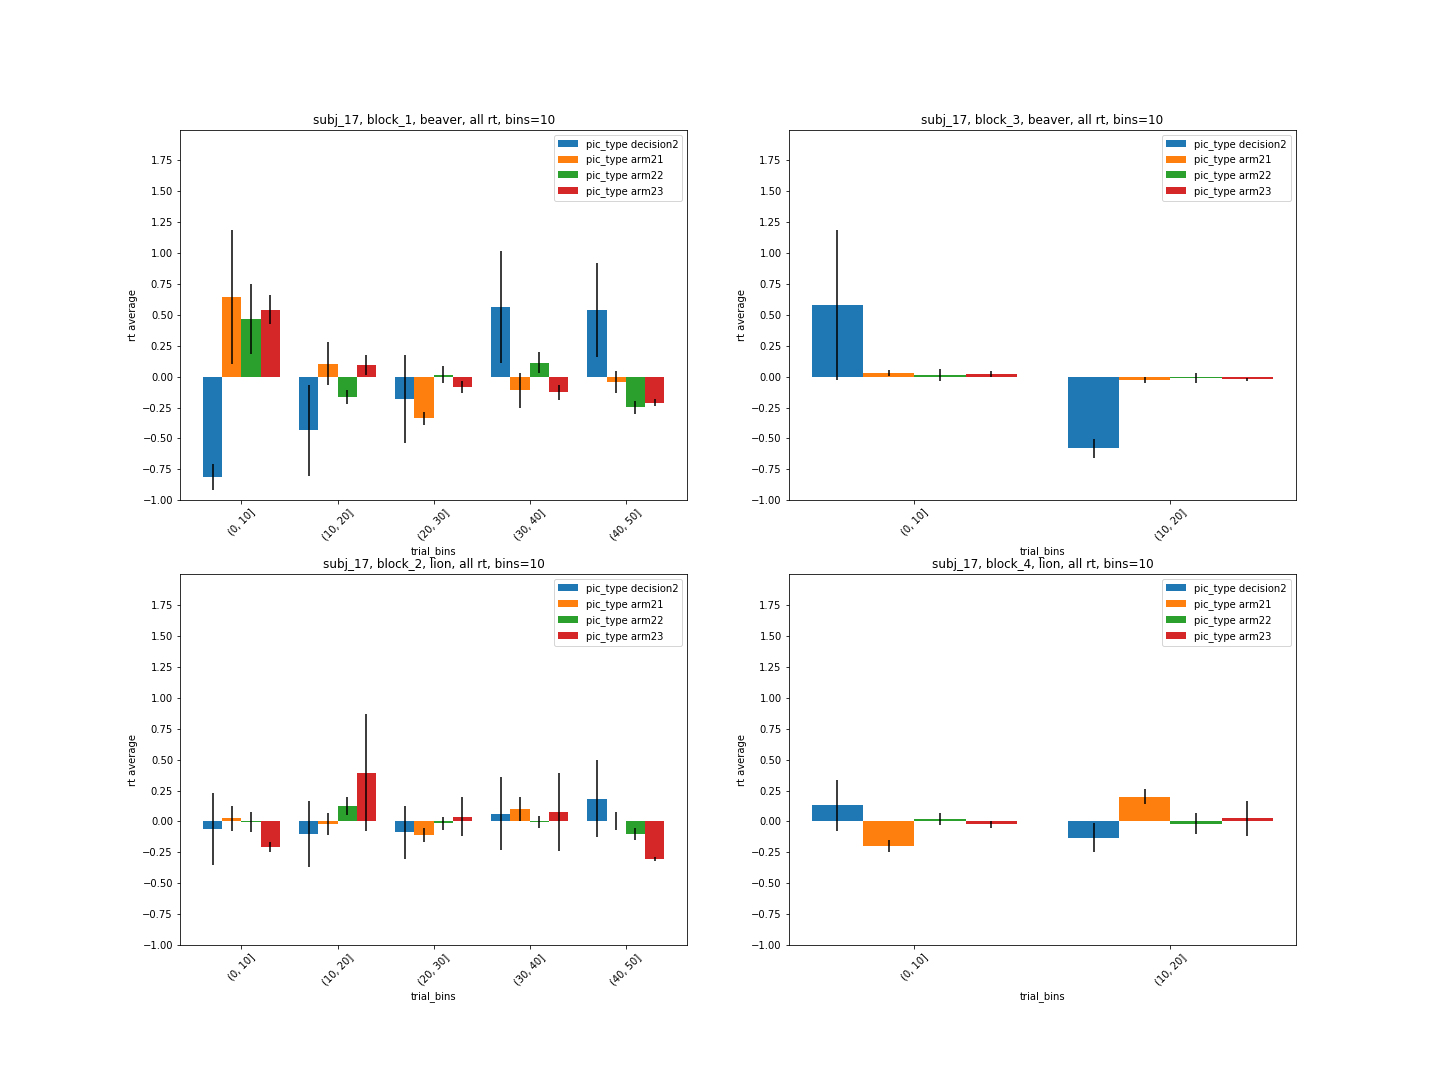 subj_17, block_1, beaver, all rt, bins=10
pic_type decision2
pic_type arm21
pic_type arm22
pic_type arm23
1.75
1.50
1.25
1.00
0.75
0.50
0.25
0.00
−0.25
−0.50
−0.75
−1.00
rt average
(0, 10]
(10, 20]
(20, 30]
(30, 40]
(40, 50]
trial_bins
subj_17, block_3, beaver, all rt, bins=10
pic_type decision2
pic_type arm21
pic_type arm22
pic_type arm23
1.75
1.50
1.25
1.00
0.75
0.50
0.25
0.00
−0.25
−0.50
−0.75
−1.00
rt average
(0, 10]
(10, 20]
trial_bins
subj_17, block_2, lion, all rt, bins=10
pic_type decision2
pic_type arm21
pic_type arm22
pic_type arm23
1.75
1.50
1.25
1.00
0.75
0.50
0.25
0.00
−0.25
−0.50
−0.75
−1.00
rt average
(0, 10]
(10, 20]
(20, 30]
(30, 40]
(40, 50]
trial_bins
subj_17, block_4, lion, all rt, bins=10
pic_type decision2
pic_type arm21
pic_type arm22
pic_type arm23
1.75
1.50
1.25
1.00
0.75
0.50
0.25
0.00
−0.25
−0.50
−0.75
−1.00
rt average
(0, 10]
(10, 20]
trial_bins